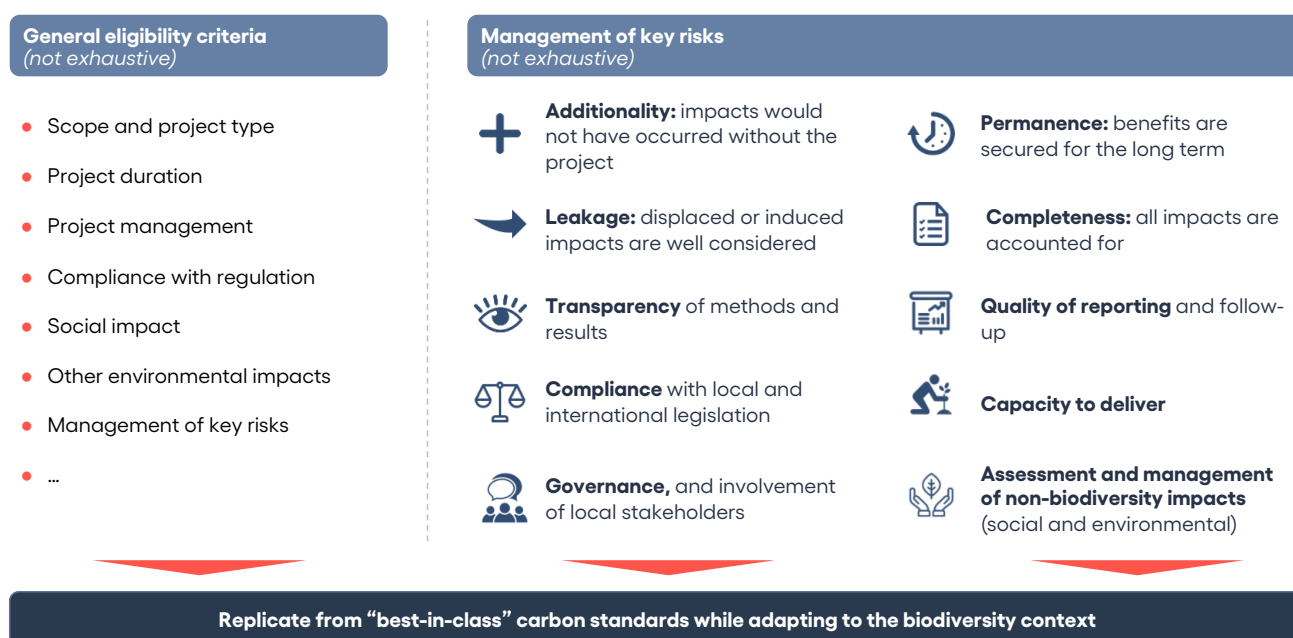 General eligibility criteria
(not exhaustive)
Scope and project type
Project duration
Project management
Compliance with regulation
Social impact
Other environmental impacts
Management of key risks
...
Management of key risks
(not exhaustive)
Additionality: impacts would
not have occurred without the
project
Leakage: displaced or induced
impacts are well considered
Transparency of methods and
results
Compliance with local and
international legislation
Governance, and involvement
of local stakeholders
Permanence: benefits are
secured for the long term
Completeness: all impacts are
accounted for
Quality of reporting and follow-
up
Capacity to deliver
Assessment and management
of non-biodiversity impacts
(social and environmental)
Replicate from “best-in-class” carbon standards while adapting to the biodiversity context